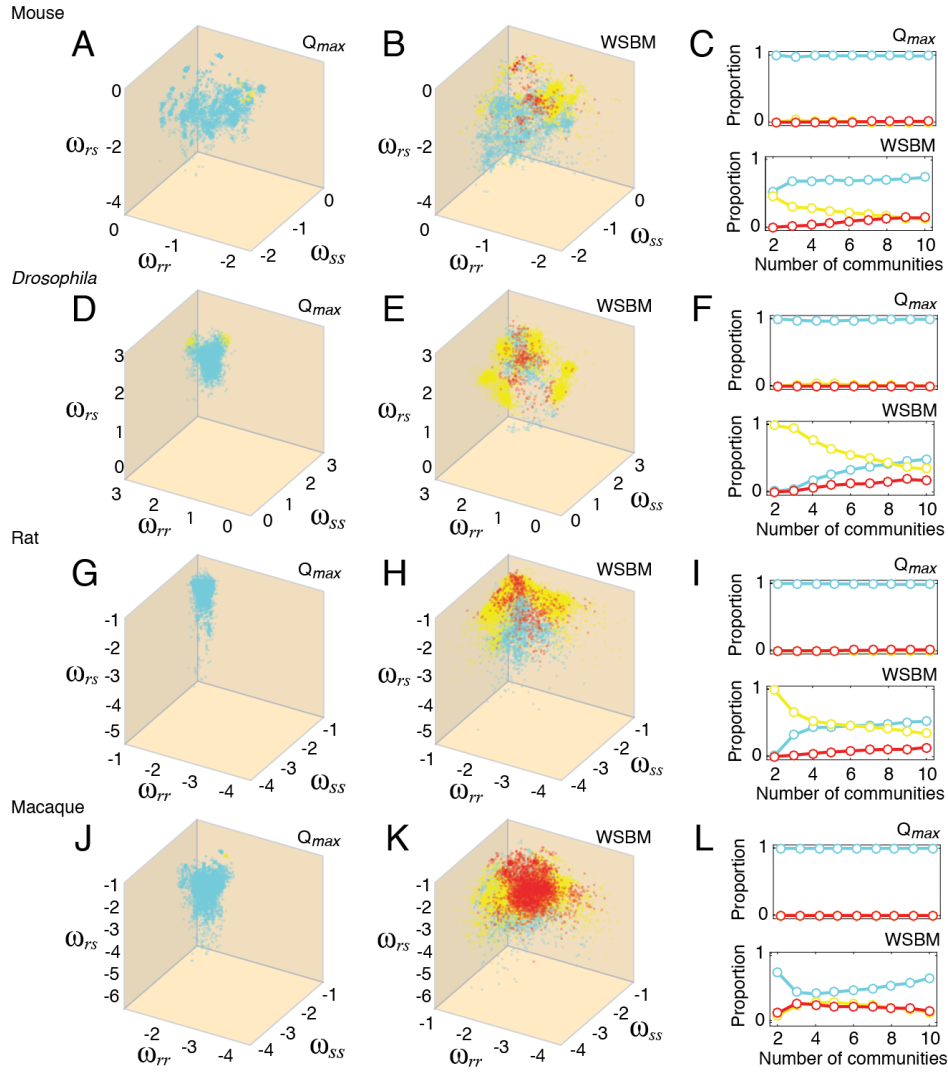 Mouse
A
Qmax
0
-2
-4
ωrs
0
-1
-2
ωrr
-2
-1
0
ωss
B
WSBM
0
-2
-4
ωrs
0
-1
-2
ωrr
-2
-1
0
ωss
C
Qmax
Proportion
1
0
WSBM
Proportion
1
0
2 4 6 8 10
Number of communities
Drosophila
D
Qmax
3
2
1
0
ωrs
3
2
1
0
ωrr
0
1
2
3
ωss
E
WSBM
3
2
1
0
ωrs
3
2
1
0
ωrr
0
1
2
3
ωss
F
Qmax
Proportion
1
0
WSBM
Proportion
1
0
2 4 6 8 10
Number of communities
Rat
G
Qmax
-1
-2
-3
-4
-5
ωrs
-1
-2
-3
-4
ωrr
-4
-3
-2
-1
ωss
H
WSBM
-1
-2
-3
-4
-5
ωrs
-1
-2
-3
-4
ωrr
-4
-3
-2
-1
ωss
I
Qmax
Proportion
1
0
WSBM
Proportion
1
0
2 4 6 8 10
Number of communities
Macaque
J
Qmax
-1
-2
-3
-4
-5
-6
ωrs
-2
-3
-4
ωrr
-4
-3
-2
-1
ωss
K
WSBM
-1
-2
-3
-4
-5
-6
ωrs
-1
-2
-3
-4
ωrr
-4
-3
-2
-1
ωss
L
Qmax
Proportion
1
0
WSBM
Proportion
1
0
2 4 6 8 10
Number of communities